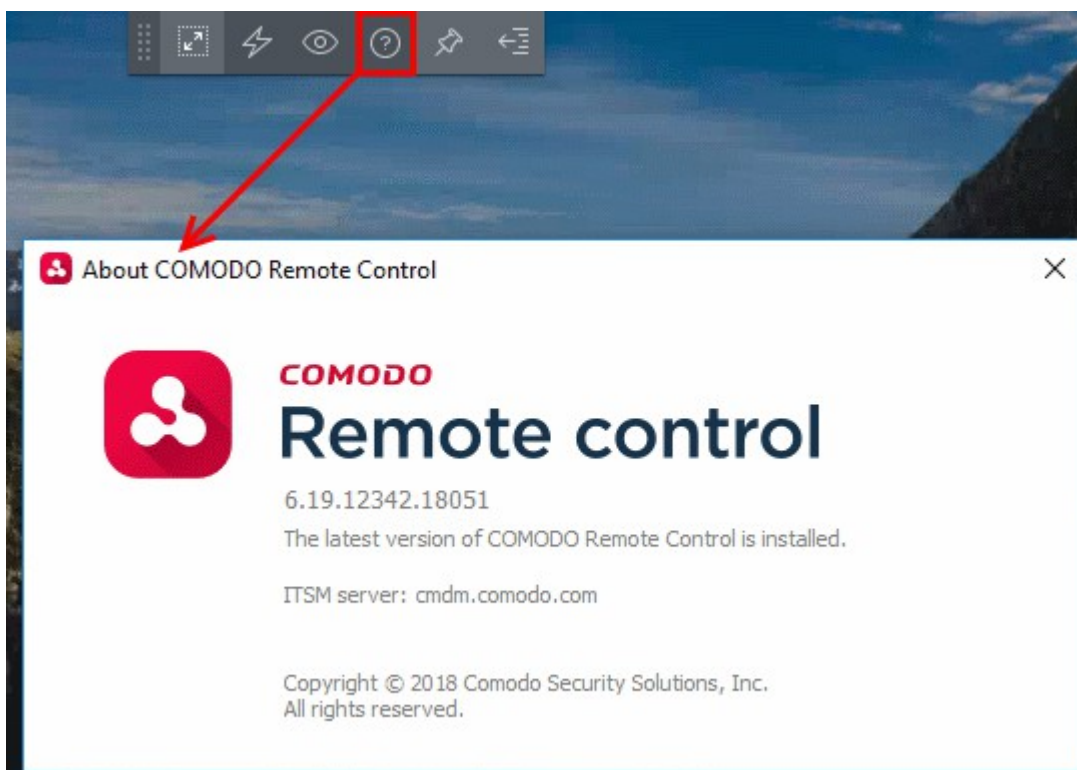 About COMODO Remote Control
COMODO
Remote control
6.19.12342.18051
The latest version of COMODO Remote Control is installed.
ITSM server: cmdm.comodo.com
Copyright © 2018 Comodo Security Solutions, Inc.
All rights reserved.